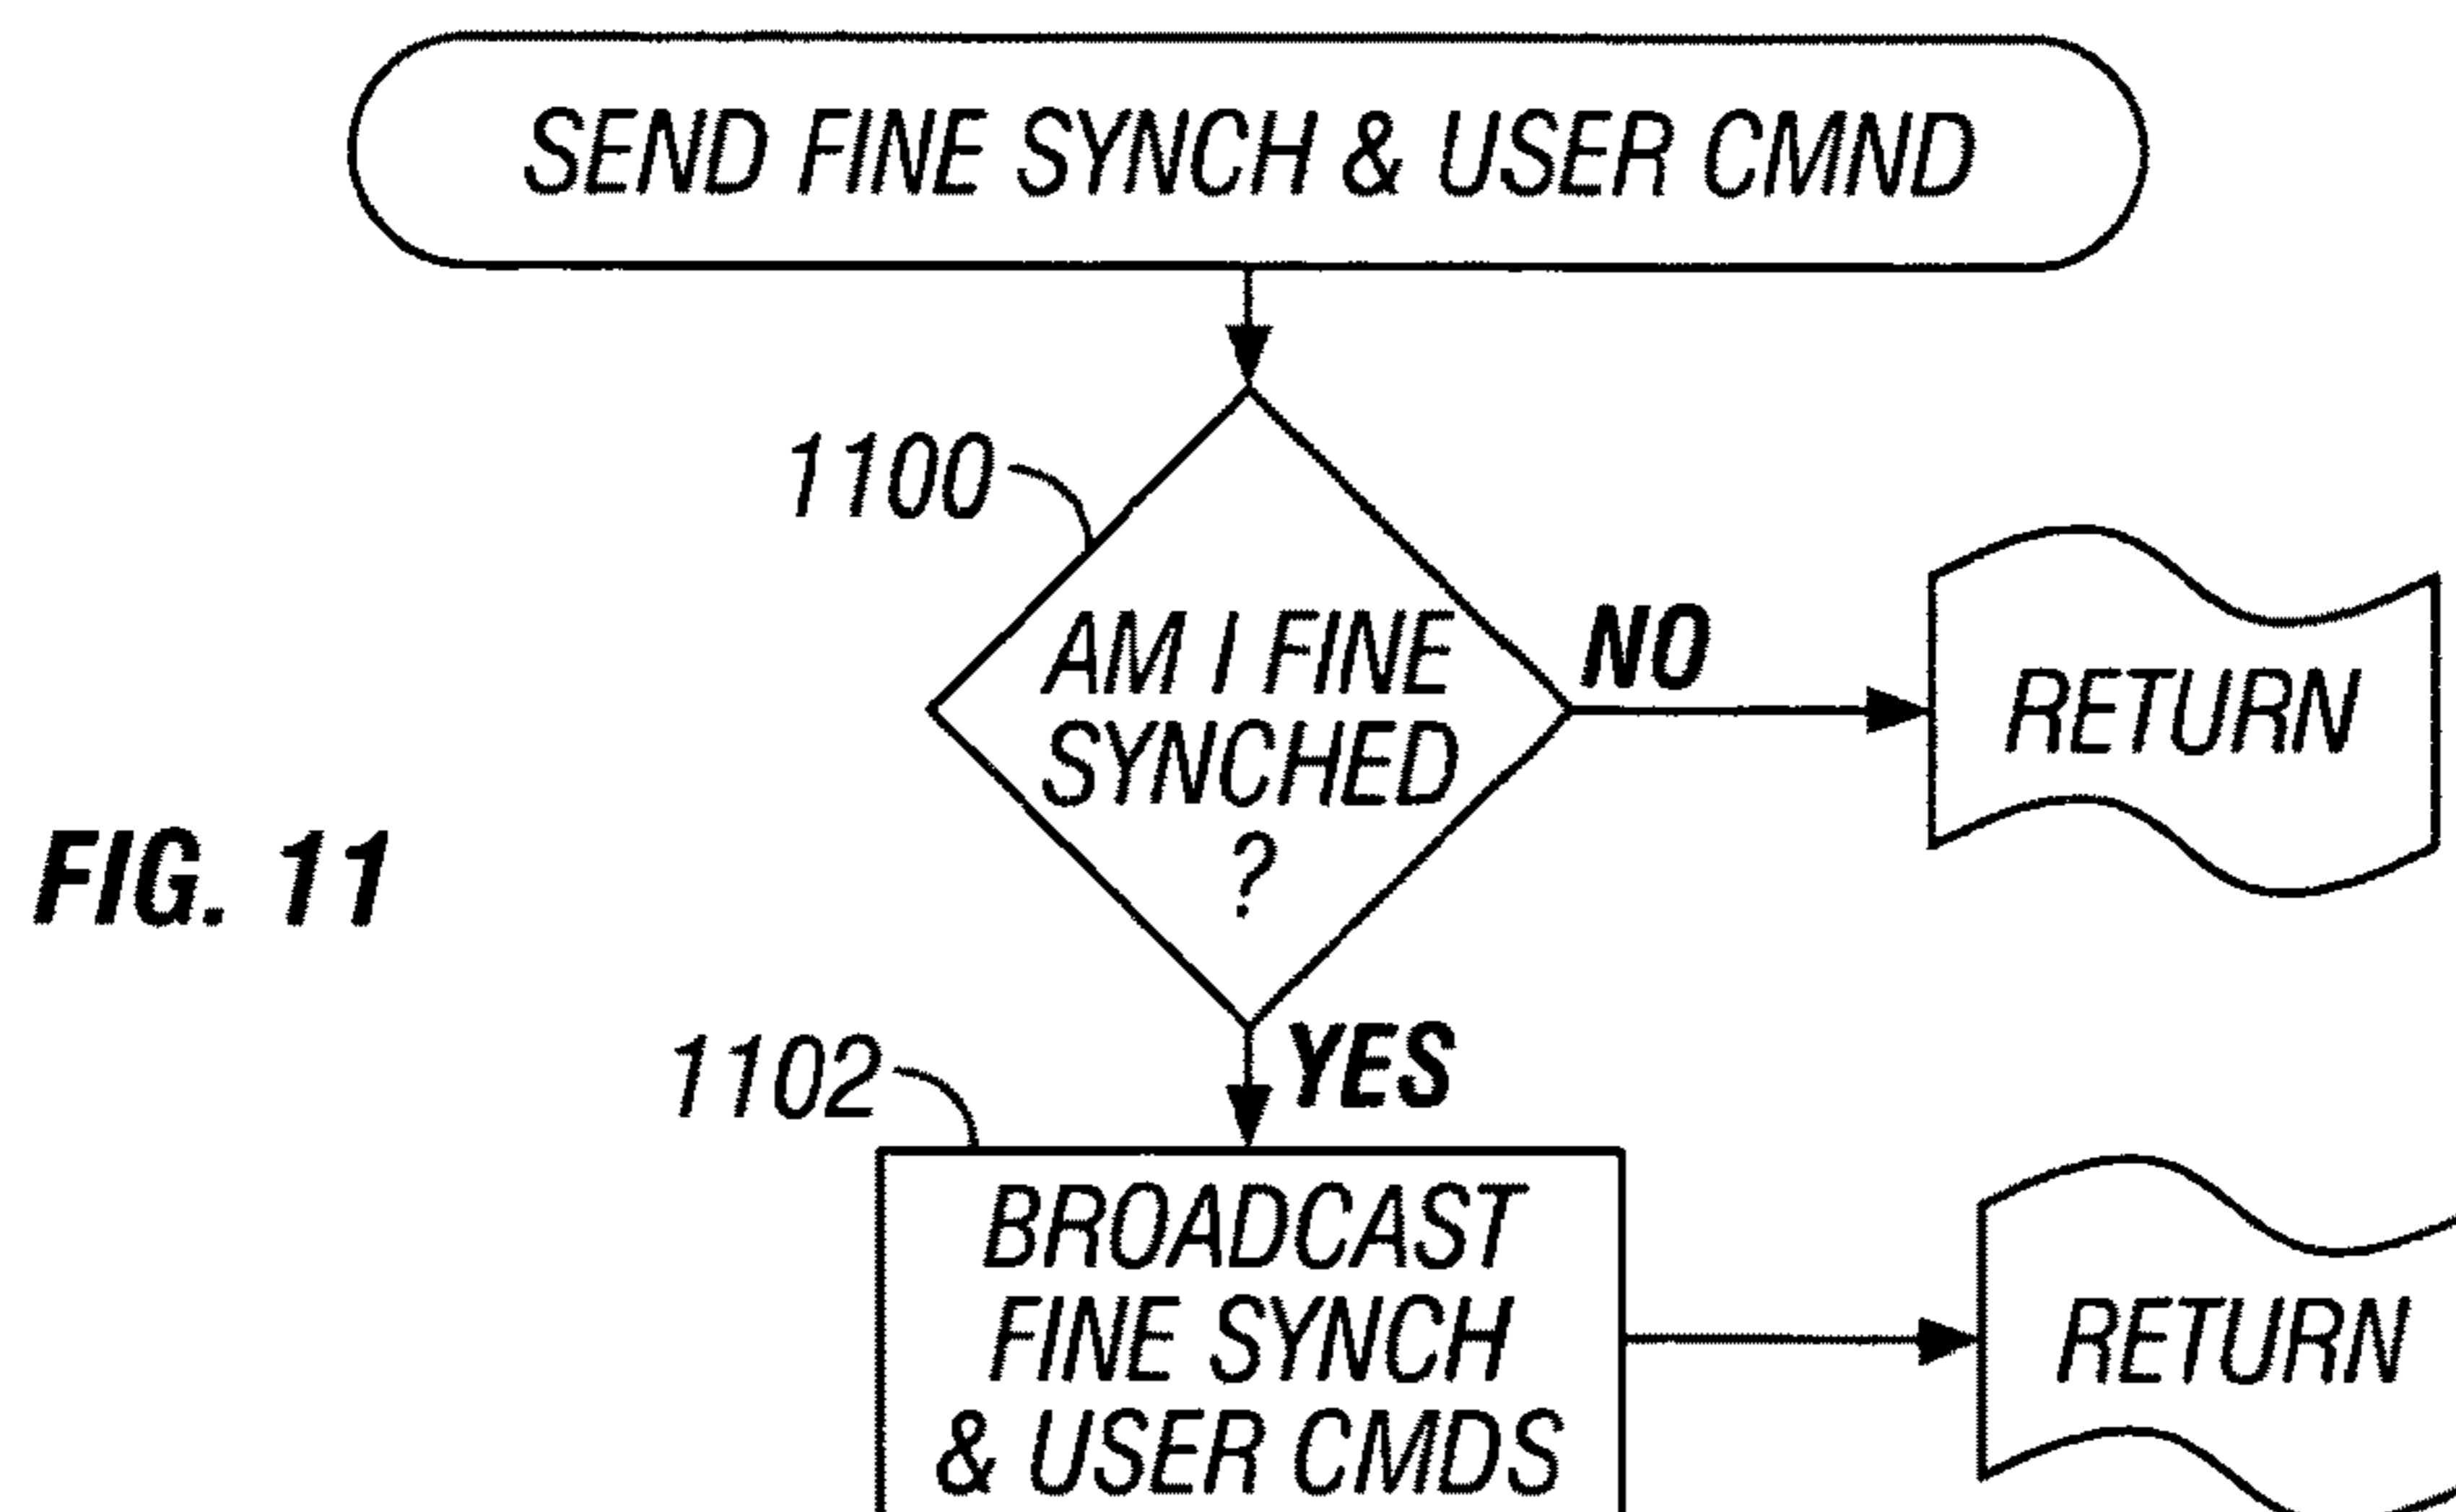 SEND FINE SYNCH & USER CMND
1100
AM I FINE
SYNCHED
?
NO
RETURN
FIG. 11
YES
1102
BROADCAST
FINE SYNCH
& USER CMDS
RETURN